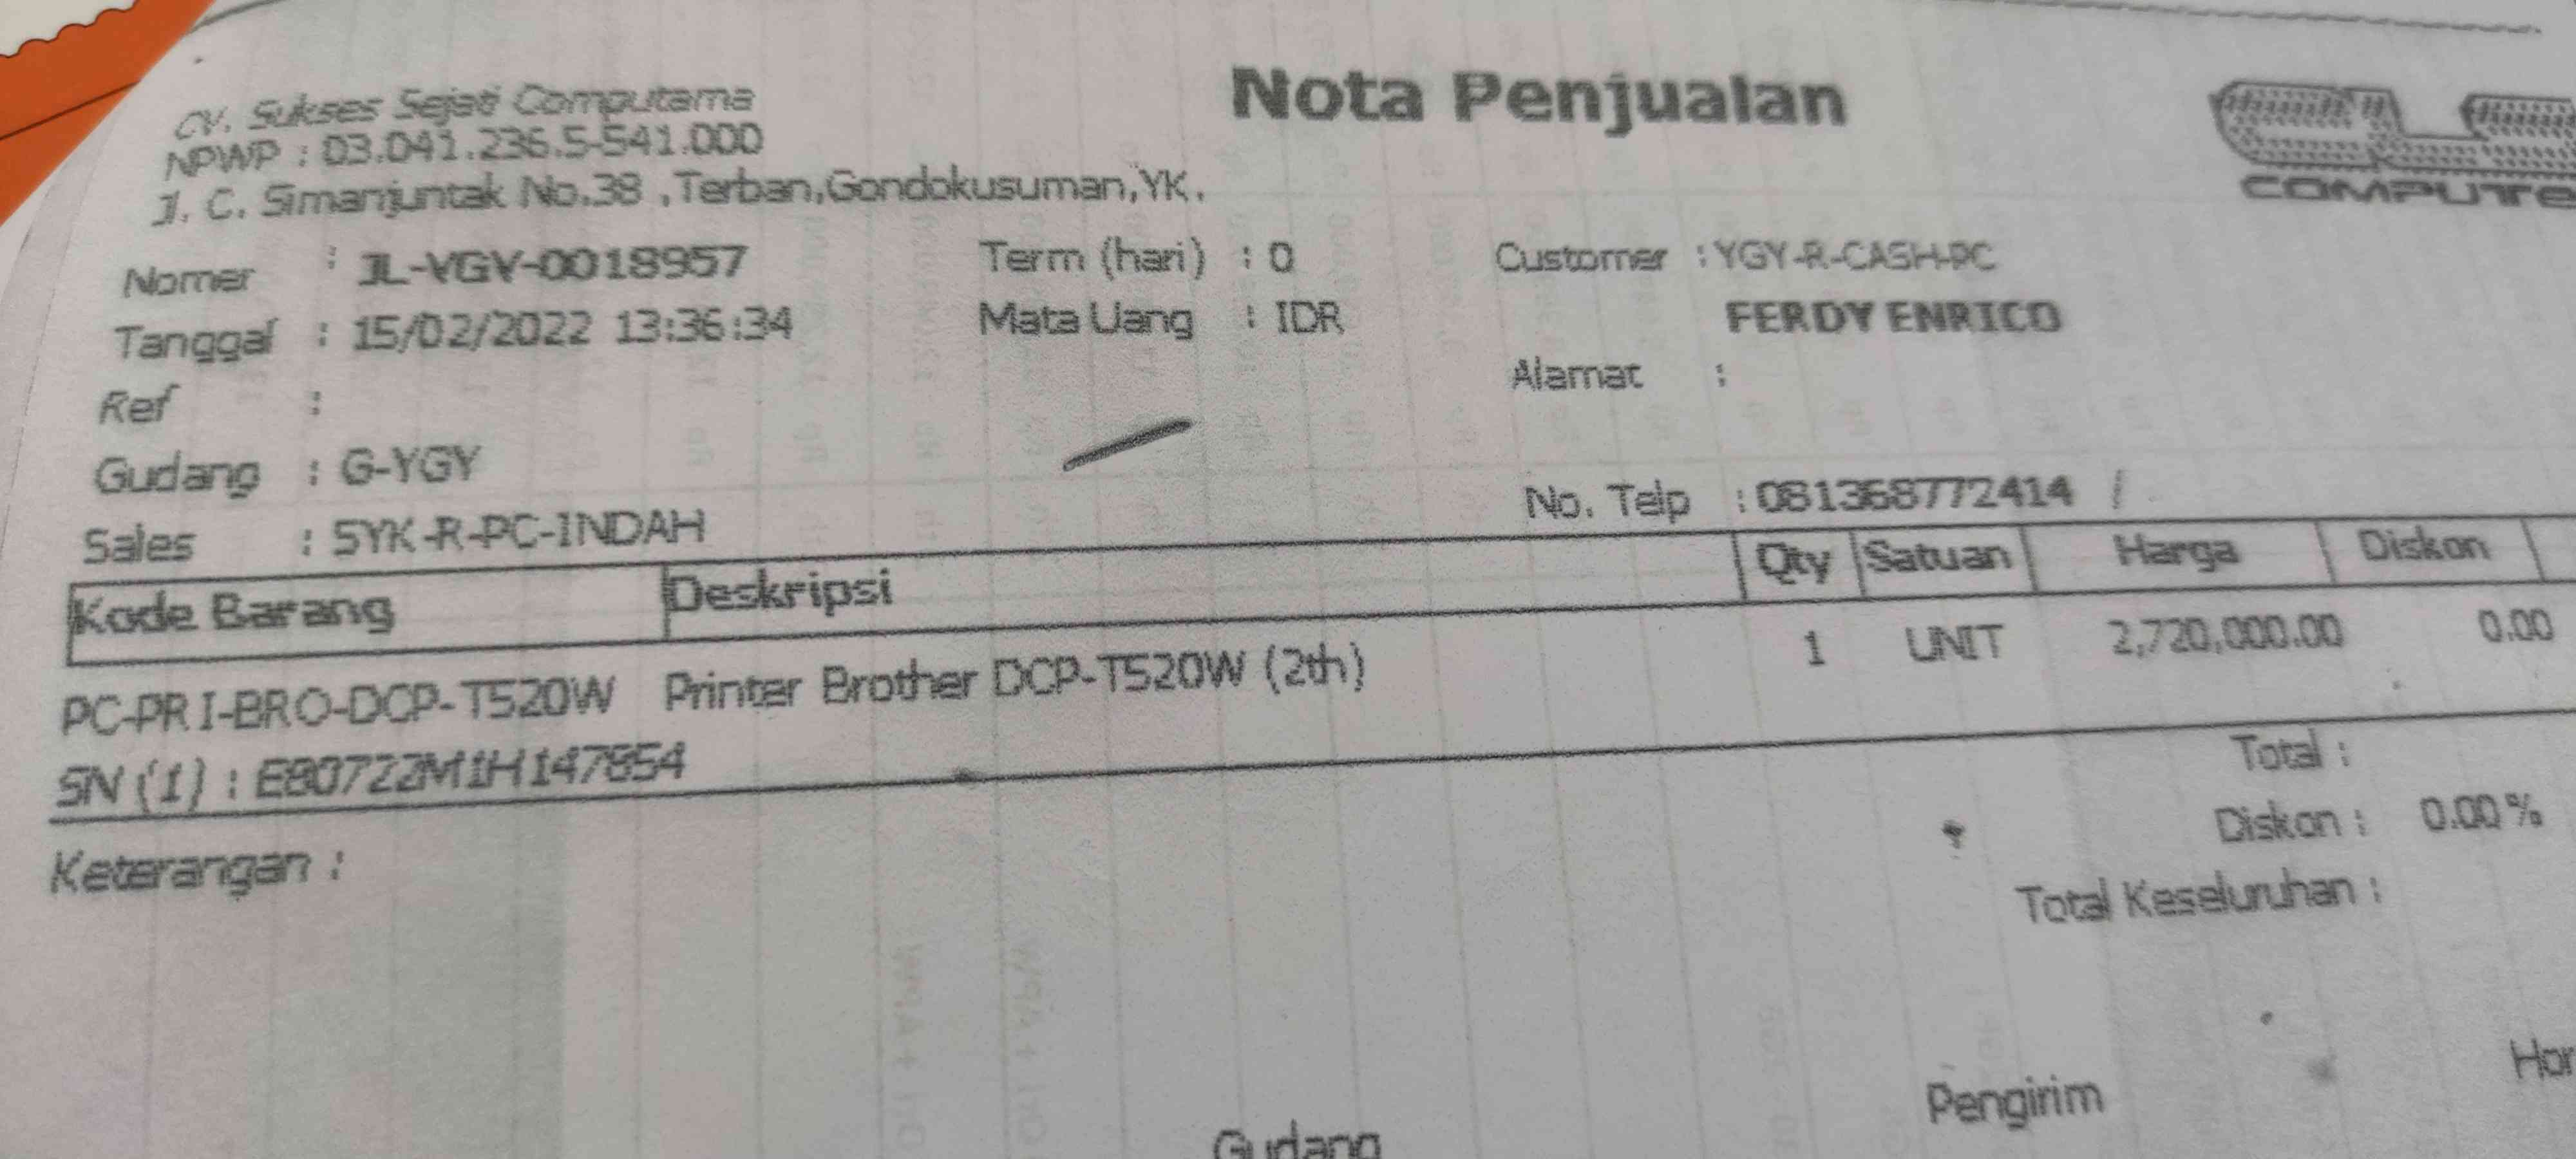 Nota Penjualan
CV. Sukses Sejati Computama
NPWP : 03.041.236.5-541.000
Jl. C. Simanjuntak No.38 ,Terban,Gondokusuman,YK.
COMPUTE
Nomer : JL-YGY-0018957 Term (hari) : 0 Customer : YGY-R-CASH-PC
Tanggal : 15/02/2022 13:36:34 Mata Uang : IDR FERDY ENRICO
Ref : Alamat :
Gudang : G-YGY No. Telp : 081368772414 /
Sales : SYK-R-PC-INDAH
Kode Barang Deskripsi Qty Satuan Harga Diskon
PC-PRI-BRO-DCP-T520W Printer Brother DCP-T520W (2th) 1 UNIT 2,720,000.00 0.00
SN (1) : E80722M1H147854
Total :
Keterangan : Diskon : 0.00 %
Total Keseluruhan :
Gudang Pengirim Hor